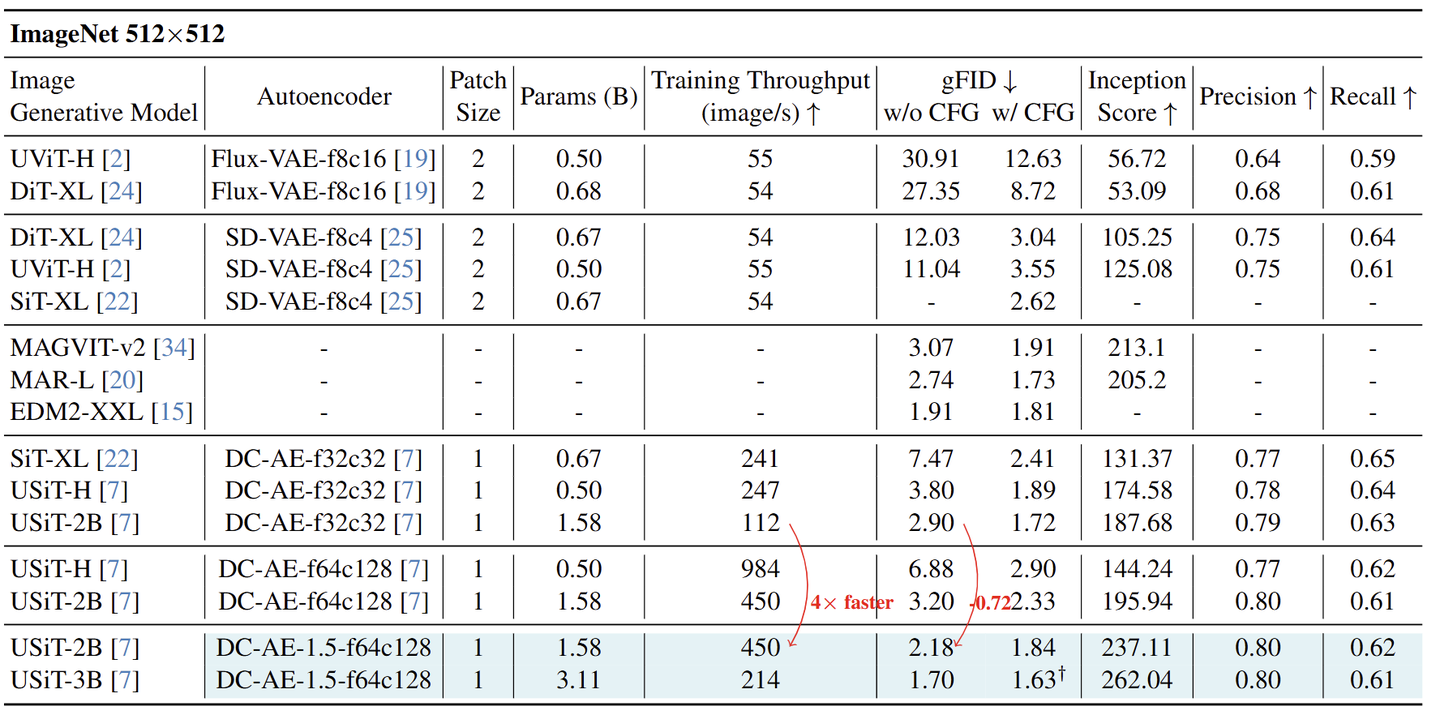 ImageNet 512×512
Image Generative Model | Autoencoder | Patch Size | Params (B) | Training Throughput (image/s) ↑ | gFID ↓ w/o CFG | gFID ↓ w/ CFG | Inception Score ↑ | Precision ↑ | Recall ↑
UViT-H [2] | Flux-VAE-f8c16 [19] | 2 | 0.50 | 55 | 30.91 | 12.63 | 56.72 | 0.64 | 0.59
DiT-XL [24] | Flux-VAE-f8c16 [19] | 2 | 0.68 | 54 | 27.35 | 8.72 | 53.09 | 0.68 | 0.61
DiT-XL [24] | SD-VAE-f8c4 [25] | 2 | 0.67 | 54 | 12.03 | 3.04 | 105.25 | 0.75 | 0.64
UViT-H [2] | SD-VAE-f8c4 [25] | 2 | 0.50 | 55 | 11.04 | 3.55 | 125.08 | 0.75 | 0.61
SiT-XL [22] | SD-VAE-f8c4 [25] | 2 | 0.67 | 54 | - | 2.62 | - | - | -
MAGVIT-v2 [34] | - | - | - | - | 3.07 | 1.91 | 213.1 | - | -
MAR-L [20] | - | - | - | - | 2.74 | 1.73 | 205.2 | - | -
EDM2-XXL [15] | - | - | - | - | 1.91 | 1.81 | - | - | -
SiT-XL [22] | DC-AE-f32c32 [7] | 1 | 0.67 | 241 | 7.47 | 2.41 | 131.37 | 0.77 | 0.65
USiT-H [7] | DC-AE-f32c32 [7] | 1 | 0.50 | 247 | 3.80 | 1.89 | 174.58 | 0.78 | 0.64
USiT-2B [7] | DC-AE-f32c32 [7] | 1 | 1.58 | 112 | 2.90 | 1.72 | 187.68 | 0.79 | 0.63
USiT-H [7] | DC-AE-f64c128 [7] | 1 | 0.50 | 984 | 6.88 | 2.90 | 144.24 | 0.77 | 0.62
USiT-2B [7] | DC-AE-f64c128 [7] | 1 | 1.58 | 450 | 4× faster | 3.20 | -0.72 | 2.33 | 195.94 | 0.80 | 0.61
USiT-2B [7] | DC-AE-1.5-f64c128 | 1 | 1.58 | 450 | 2.18 | 1.84 | 237.11 | 0.80 | 0.62
USiT-3B [7] | DC-AE-1.5-f64c128 | 1 | 3.11 | 214 | 1.70 | 1.63† | 262.04 | 0.80 | 0.61